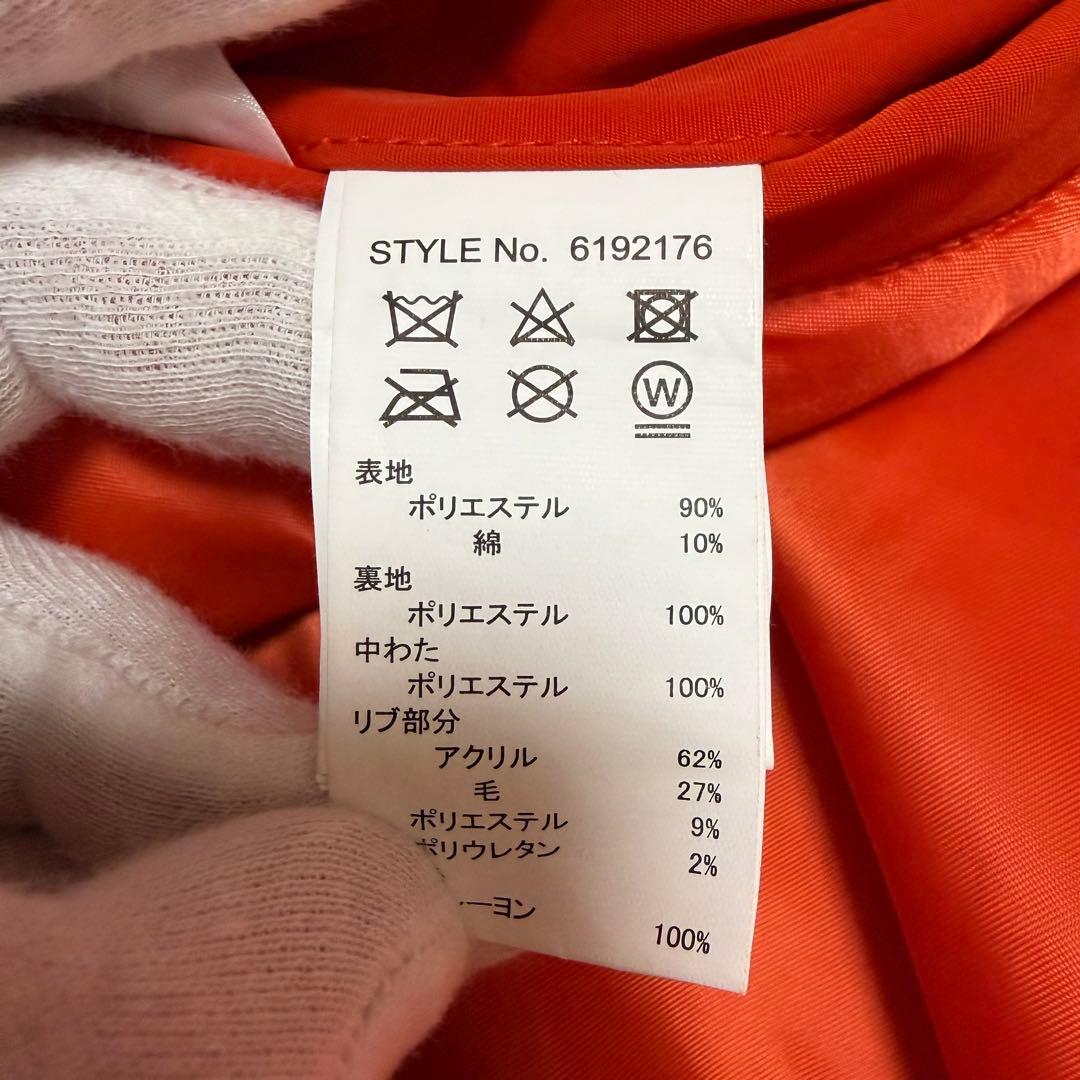 STYLE No. 6192176
W
表地
ポリエステル 90%
綿 10%
裏地
ポリエステル 100%
中わた
ポリエステル 100%
リブ部分
アクリル 62%
毛 27%
ポリエステル 9%
ポリウレタン 2%
ーヨン
100%